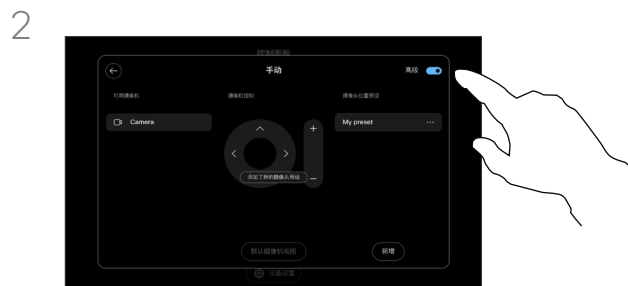 2
控制面板
手动
高级
可用摄像机
摄像机控制
摄像头位置预设
Camera
My preset
添加了新的摄像头预设
默认摄像机视图
新增
设备设置